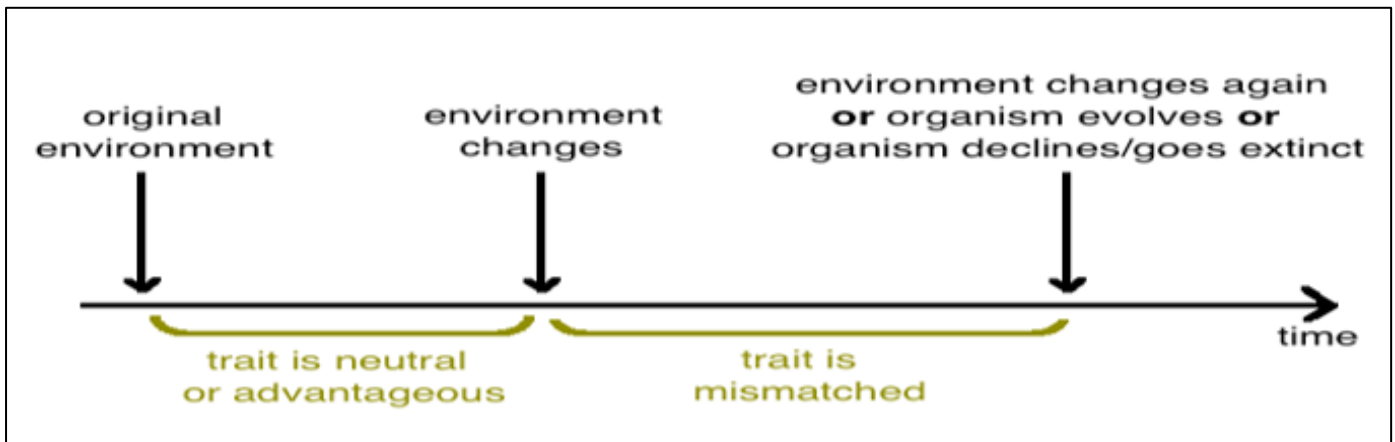 original
environment
environment
changes
environment changes again
or organism evolves or
organism declines/goes extinct
time
trait is neutral
or advantageous
trait is
mismatched